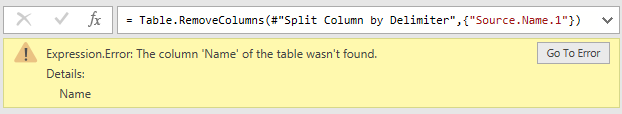 fx = Table.RemoveColumns(#"Split Column by Delimiter",{"Source.Name.1"})
Expression.Error: The column 'Name' of the table wasn't found. Go To Error
Details:
Name